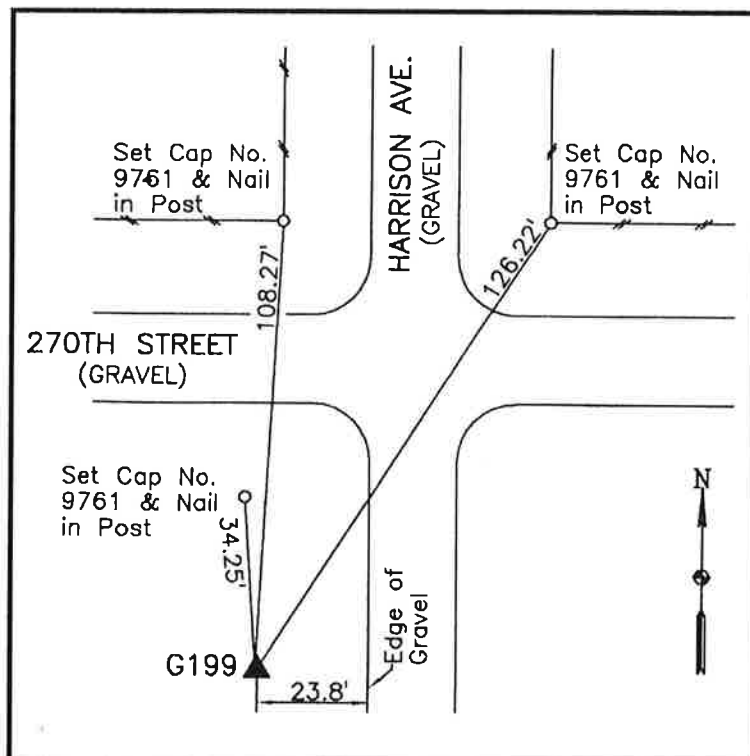 HARRISON AVE.
(GRAVEL)
Set Cap No.
9761 & Nail
in Post
Set Cap No.
9761 & Nail
in Post
108.27'
126.22'
270TH STREET
(GRAVEL)
Set Cap No.
9761 & Nail
in Post
34.25'
N
G199
23.8'
Edge of
Gravel